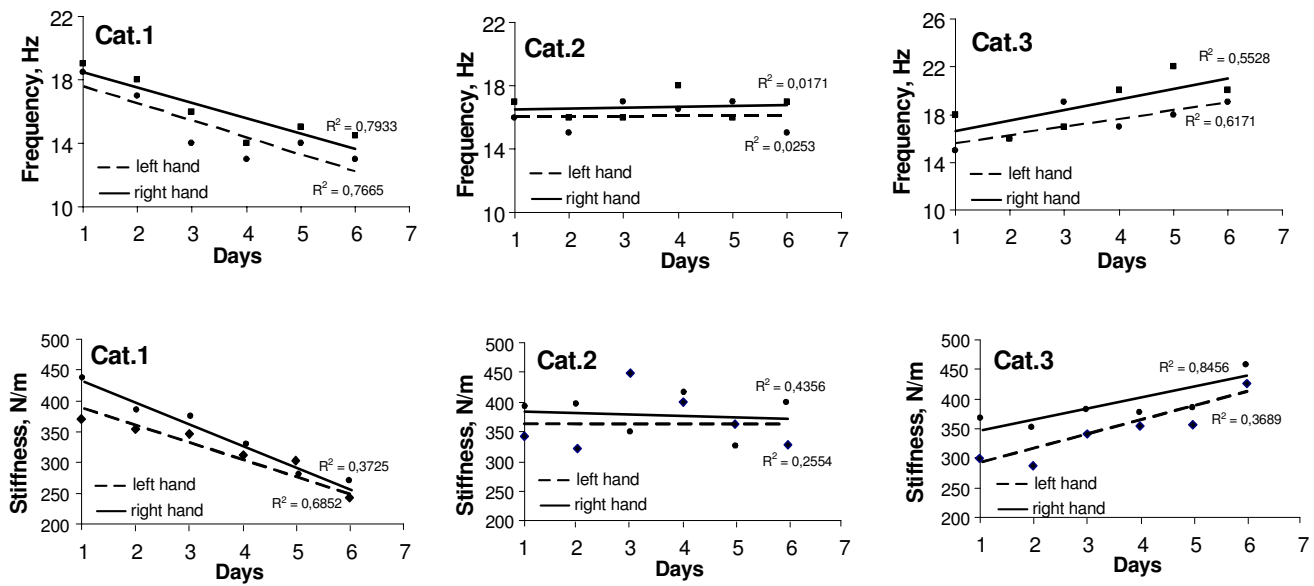 22
18
14
10
Frequency, Hz
Cat.1
R² = 0,7933
R² = 0,7665
left hand
right hand
1 2 3 4 5 6 7
Days
22
18
14
10
Frequency, Hz
Cat.2
R² = 0,0171
R² = 0,0253
left hand
right hand
1 2 3 4 5 6 7
Days
26
22
18
14
10
Frequency, Hz
Cat.3
R² = 0,5528
R² = 0,6171
left hand
right hand
1 2 3 4 5 6 7
Days
500
450
400
350
300
250
200
Stiffness, N/m
Cat.1
R² = 0,3725
R² = 0,6852
left hand
right hand
1 2 3 4 5 6 7
Days
500
450
400
350
300
250
200
Stiffness, N/m
Cat.2
R² = 0,4356
R² = 0,2554
left hand
right hand
1 2 3 4 5 6 7
Days
500
450
400
350
300
250
200
Stiffness, N/m
Cat.3
R² = 0,8456
R² = 0,3689
left hand
right hand
1 2 3 4 5 6 7
Days